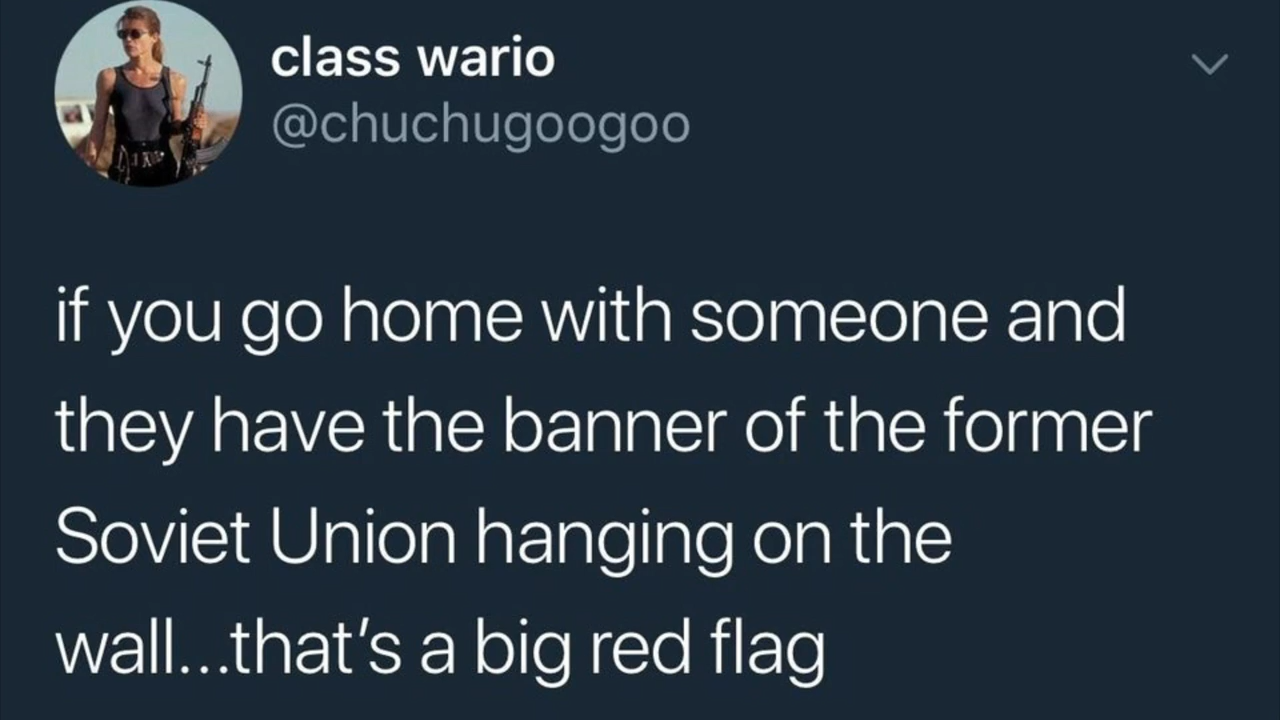 class wario
@chuchugoogoo
if you go home with someone and
they have the banner of the former
Soviet Union hanging on the
wall...that's a big red flag